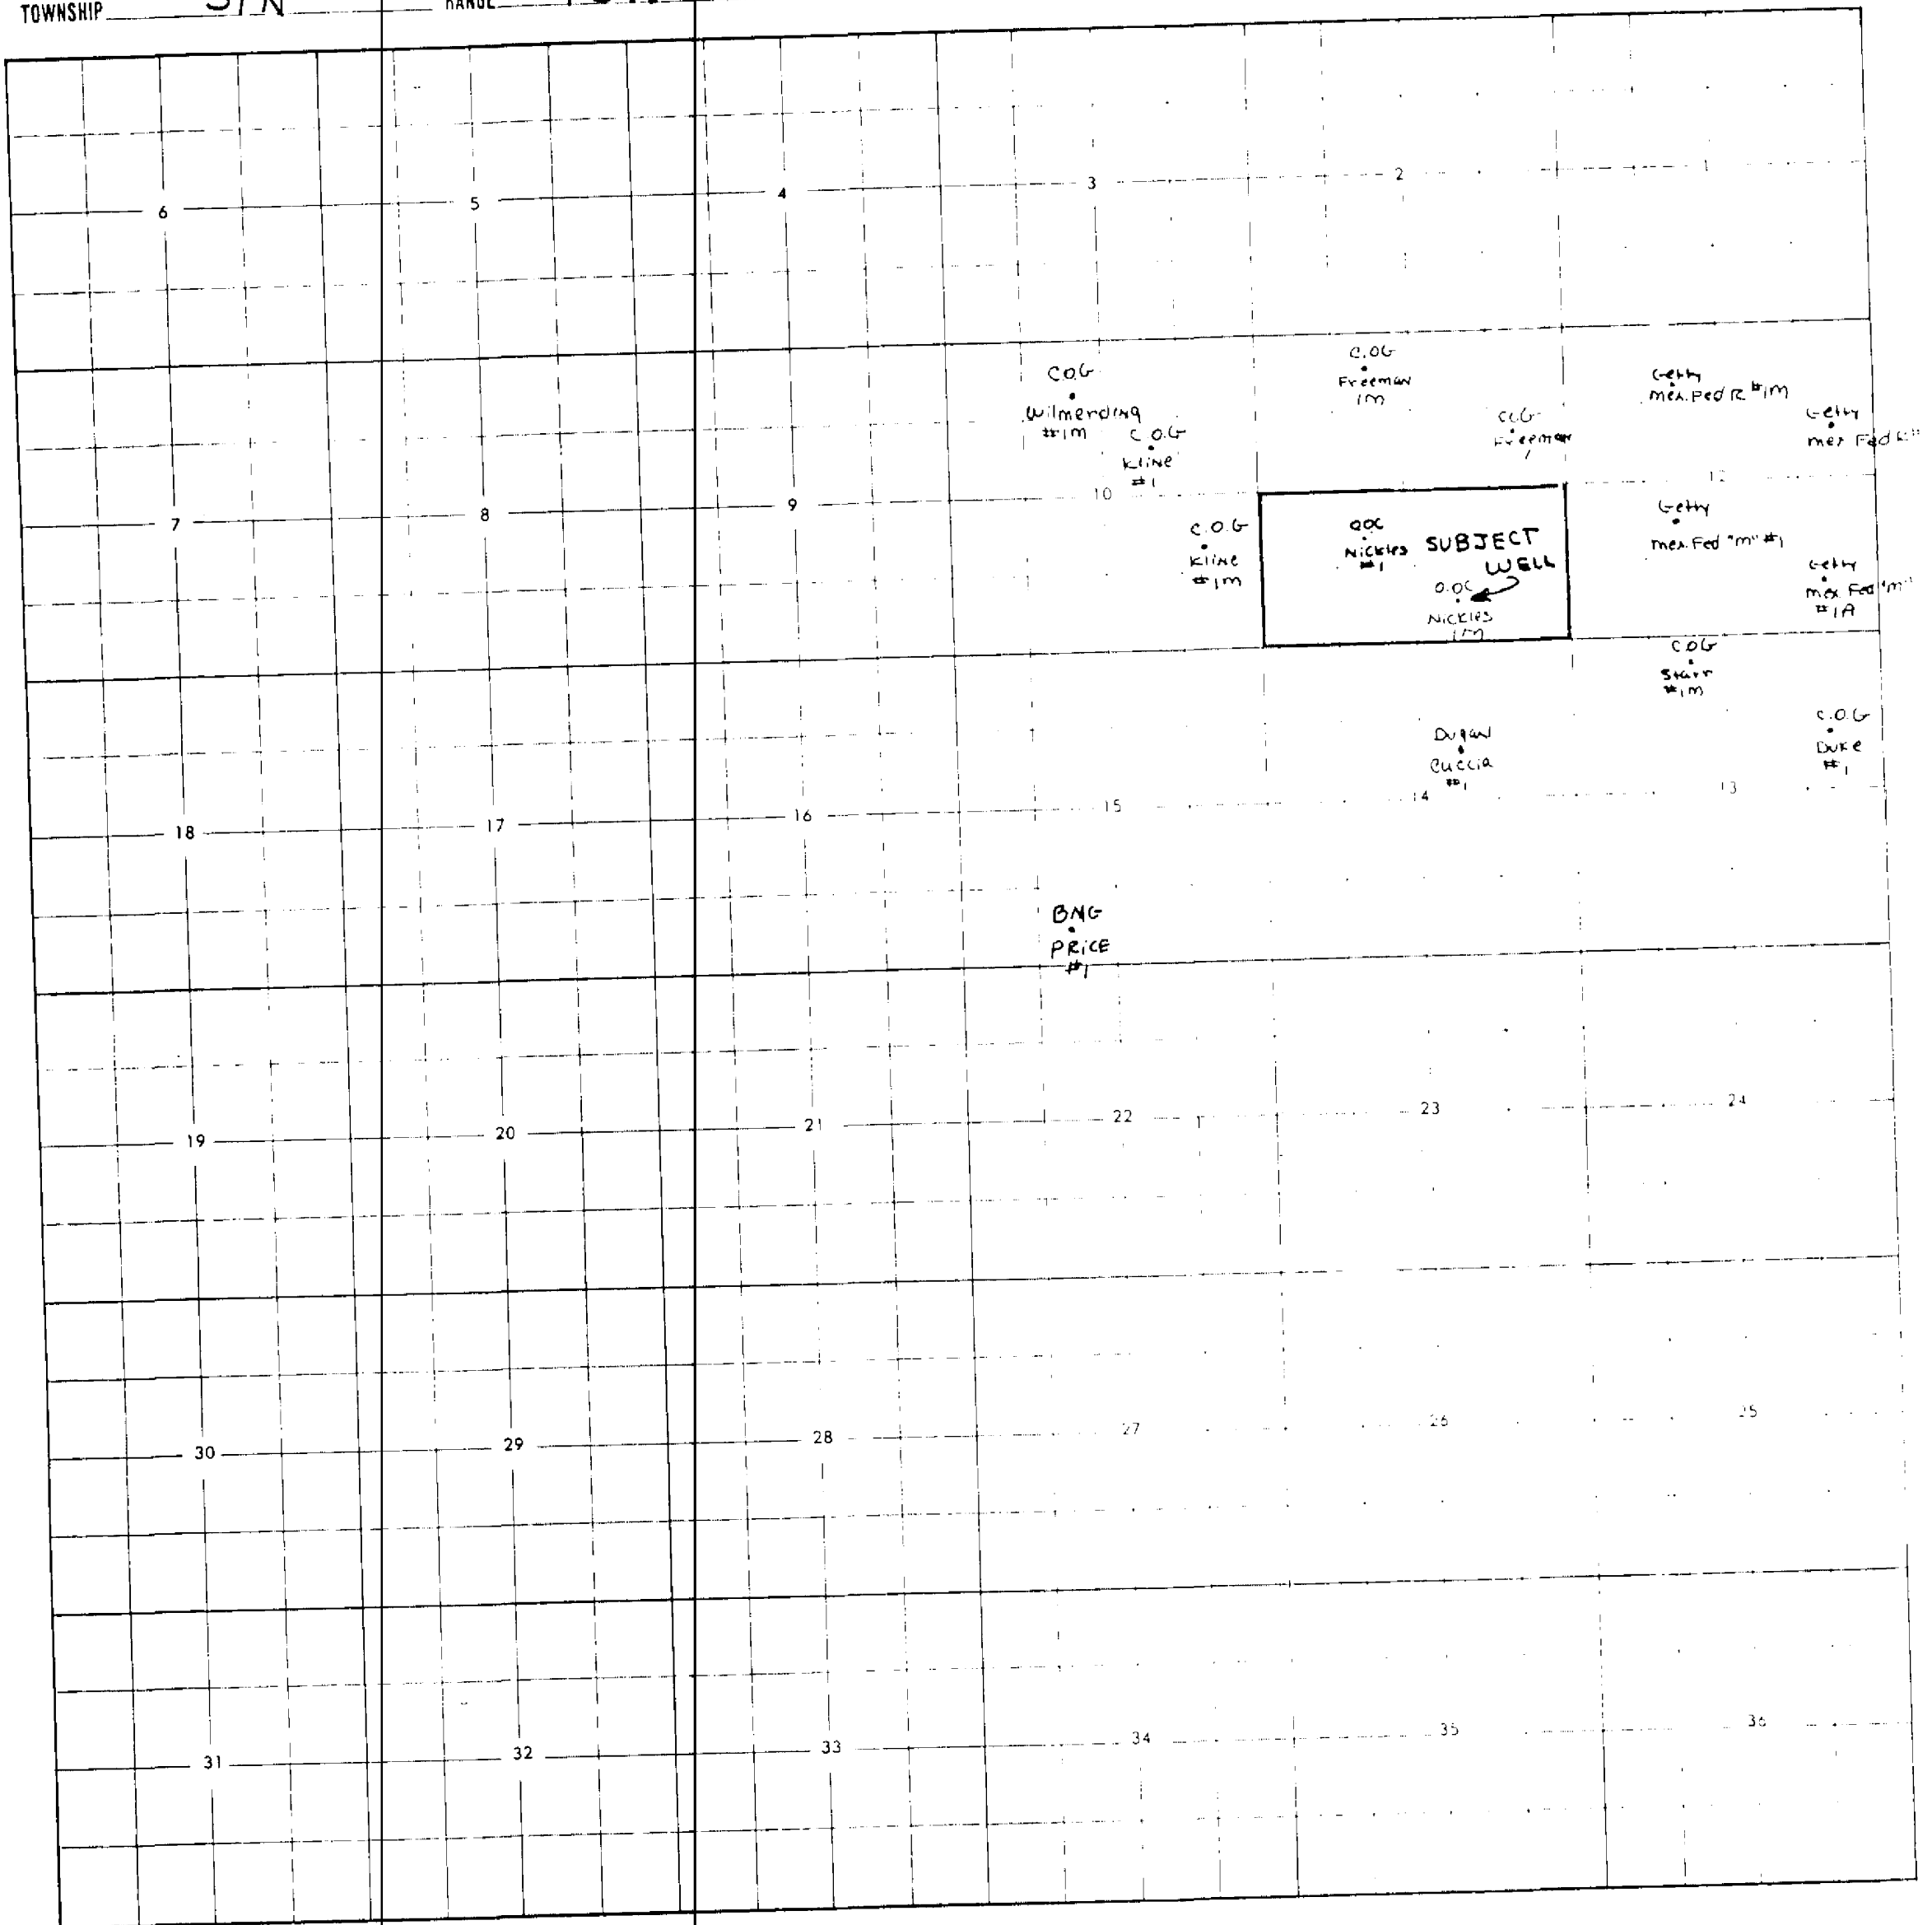 TOWNSHIP 31N RANGE
6 5 4 3 2 1
C.O.G
Wilmerding
#1M
C.O.G
Kline
#1
C.O.G
Freeman
1M
C.O.G
Freeman
1
Getty
mex. Fed R #1M
Getty
mex Fed
7 8 9 10 12
C.O.G
Kline
#1M
Nickles
#1
SUBJECT
WELL
Nickles
1M
Getty
mex. Fed "M" #1
Getty
mex Fed "M"
#1A
C.O.G
Starr
#1M
C.O.G
Duke
#1
Dugan
Cuccia
#1
18 17 16 15 14 13
BNG
PRICE
#1
19 20 21 22 23 24
30 29 28 27 26 25
31 32 33 34 35 36